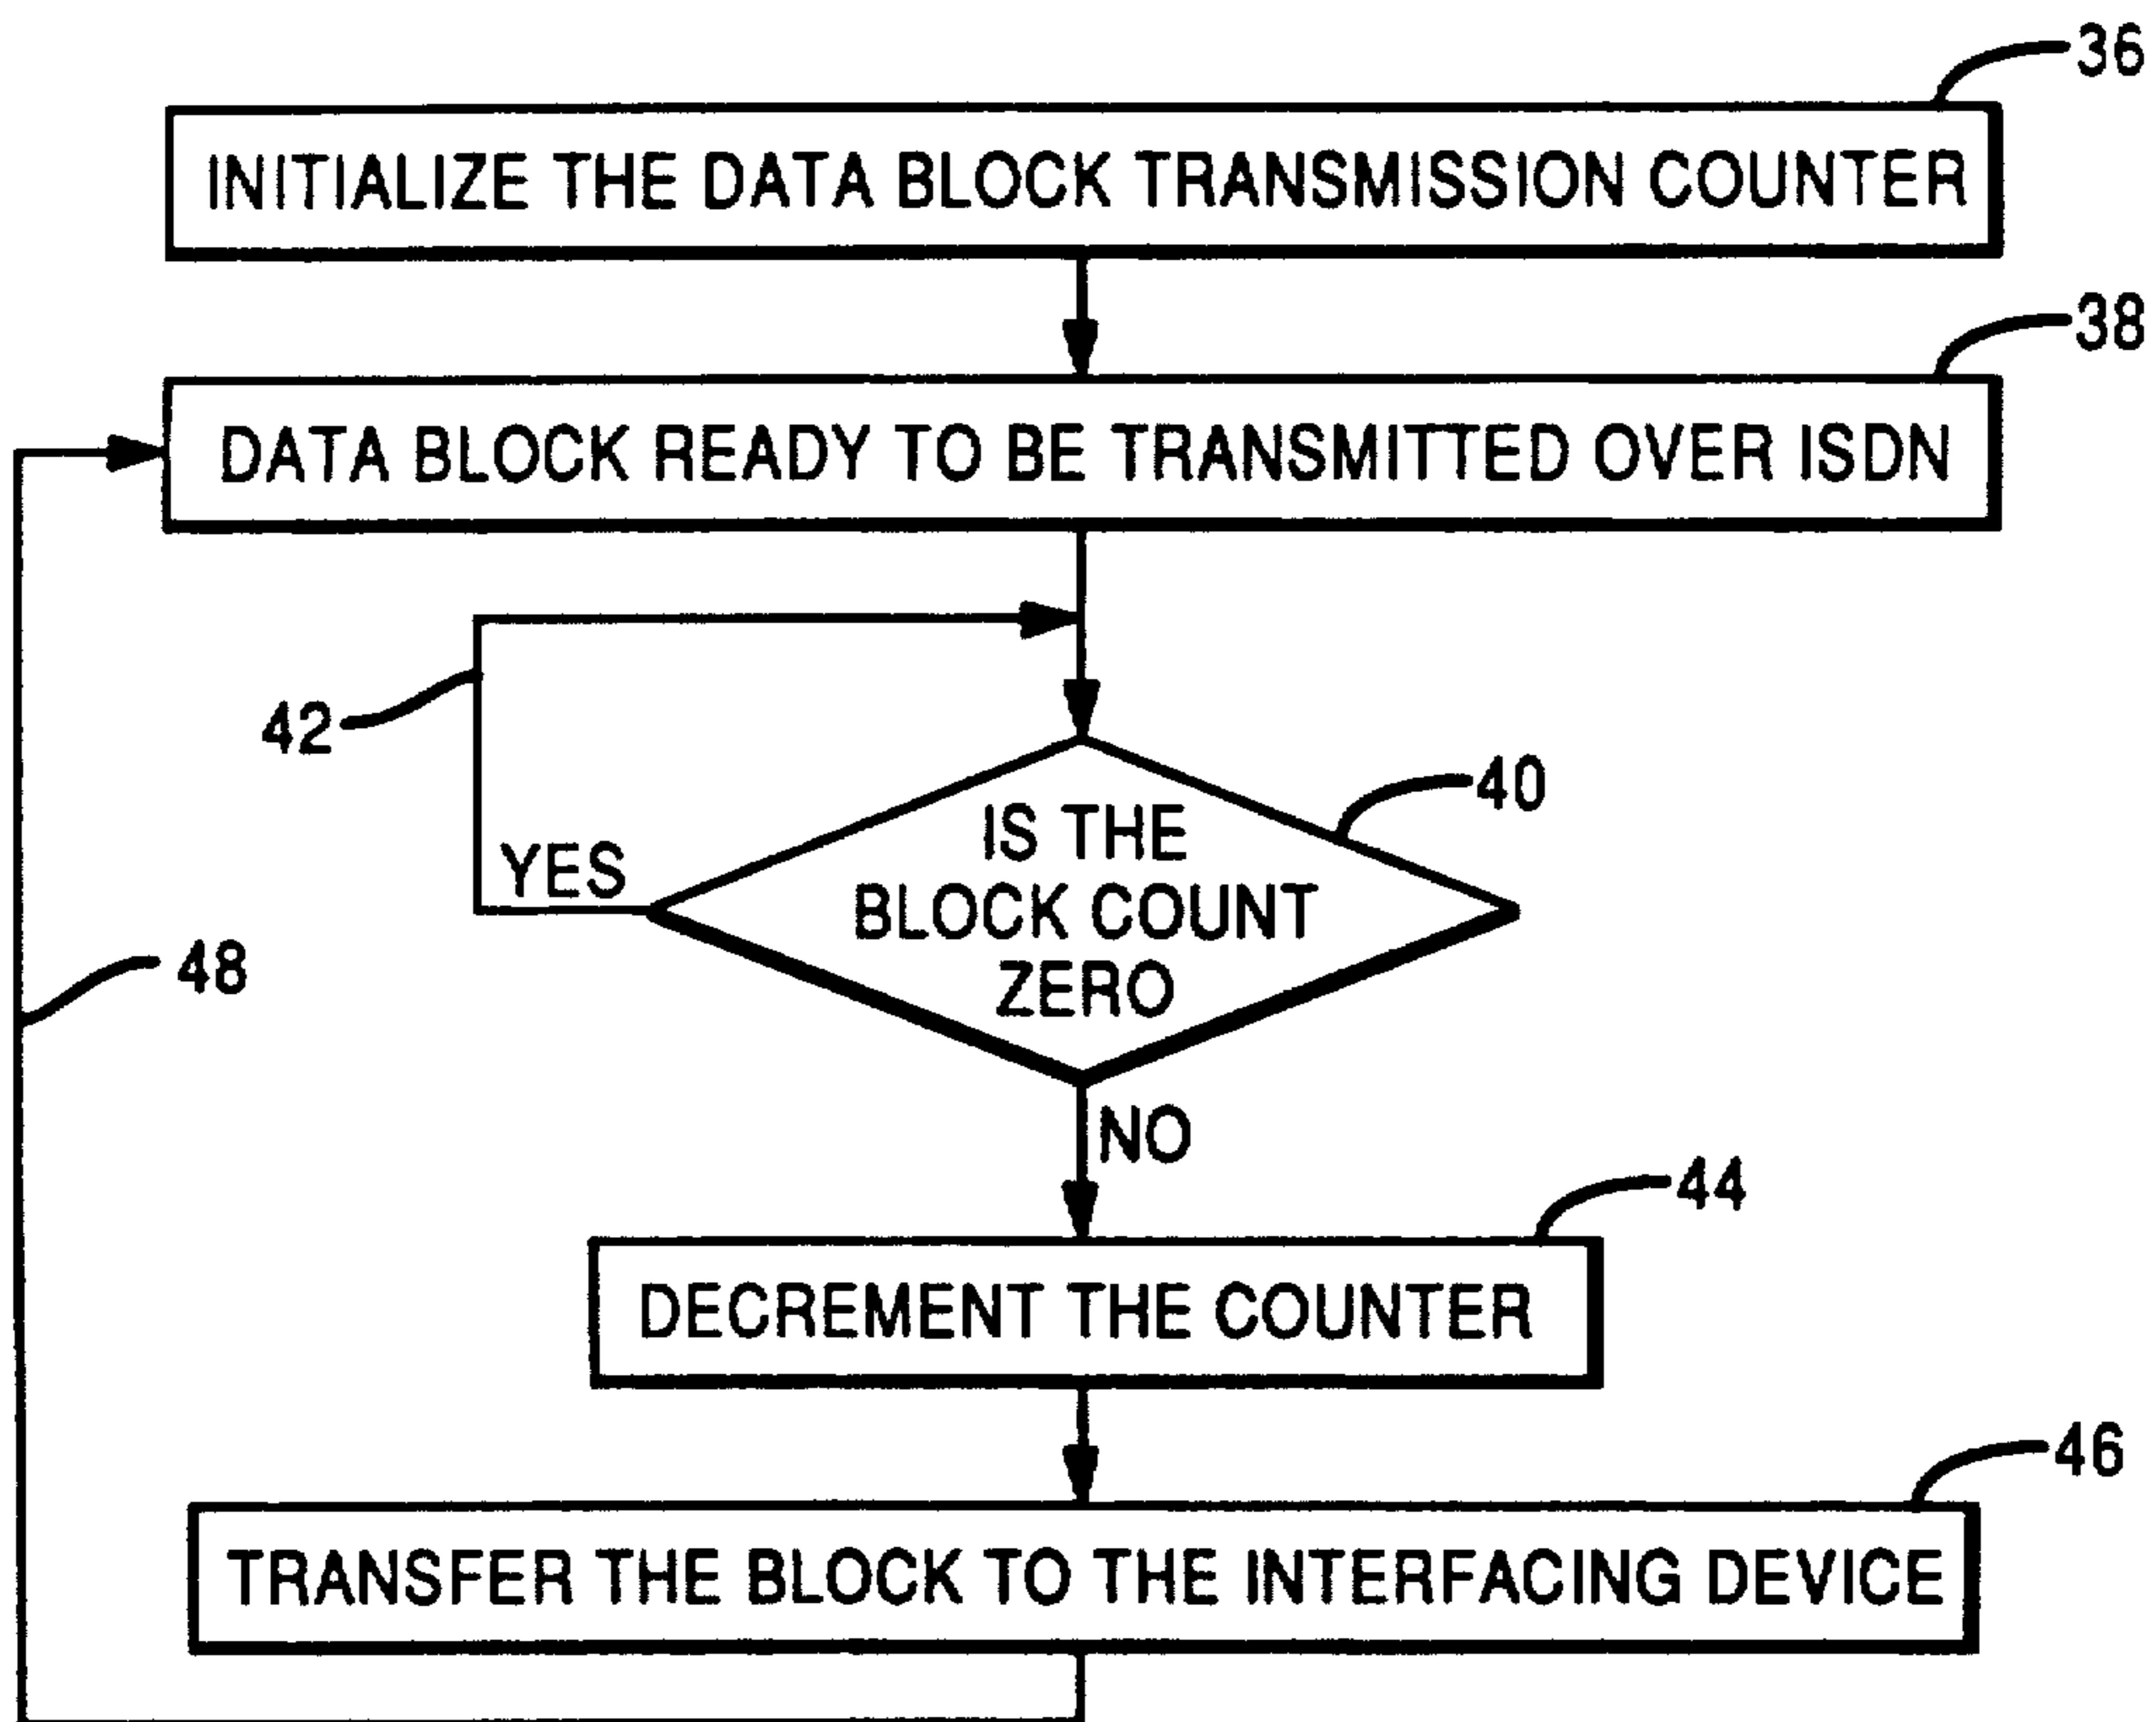 36
INITIALIZE THE DATA BLOCK TRANSMISSION COUNTER
38
DATA BLOCK READY TO BE TRANSMITTED OVER ISDN
42
40
IS THE
BLOCK COUNT
ZERO
YES
48
NO
44
DECREMENT THE COUNTER
46
TRANSFER THE BLOCK TO THE INTERFACING DEVICE